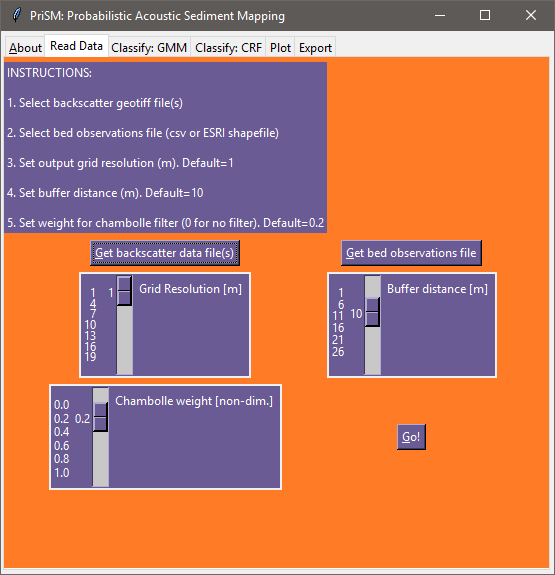 PriSM: Probabilistic Acoustic Sediment Mapping
About Read Data Classify: GMM Classify: CRF Plot Export
INSTRUCTIONS:
1. Select backscatter geotiff file(s)
2. Select bed observations file (csv or ESRI shapefile)
3. Set output grid resolution (m). Default=1
4. Set buffer distance (m). Default=10
5. Set weight for chambolle filter (0 for no filter). Default=0.2
Get backscatter data file(s)
Get bed observations file
Grid Resolution [m]
1 1
4
7
10
13
16
19
Buffer distance [m]
1
6
11 10
16
21
26
Chambolle weight [non-dim.]
0.0
0.2 0.2
0.4
0.6
0.8
1.0
Go!